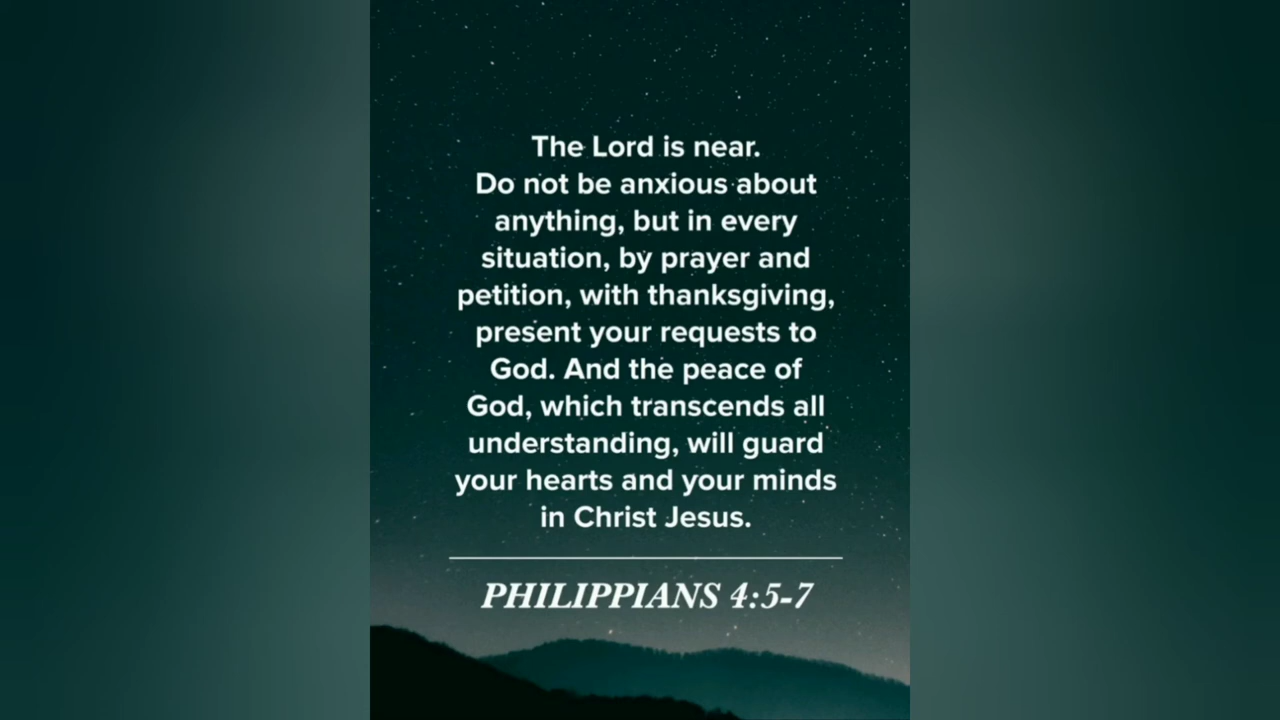 The Lord is near.
Do not be anxious about
anything, but in every
situation, by prayer and
petition, with thanksgiving,
present your requests to
God. And the peace of
God, which transcends all
understanding, will guard
your hearts and your minds
in Christ Jesus.
PHILIPPIANS 4:5-7